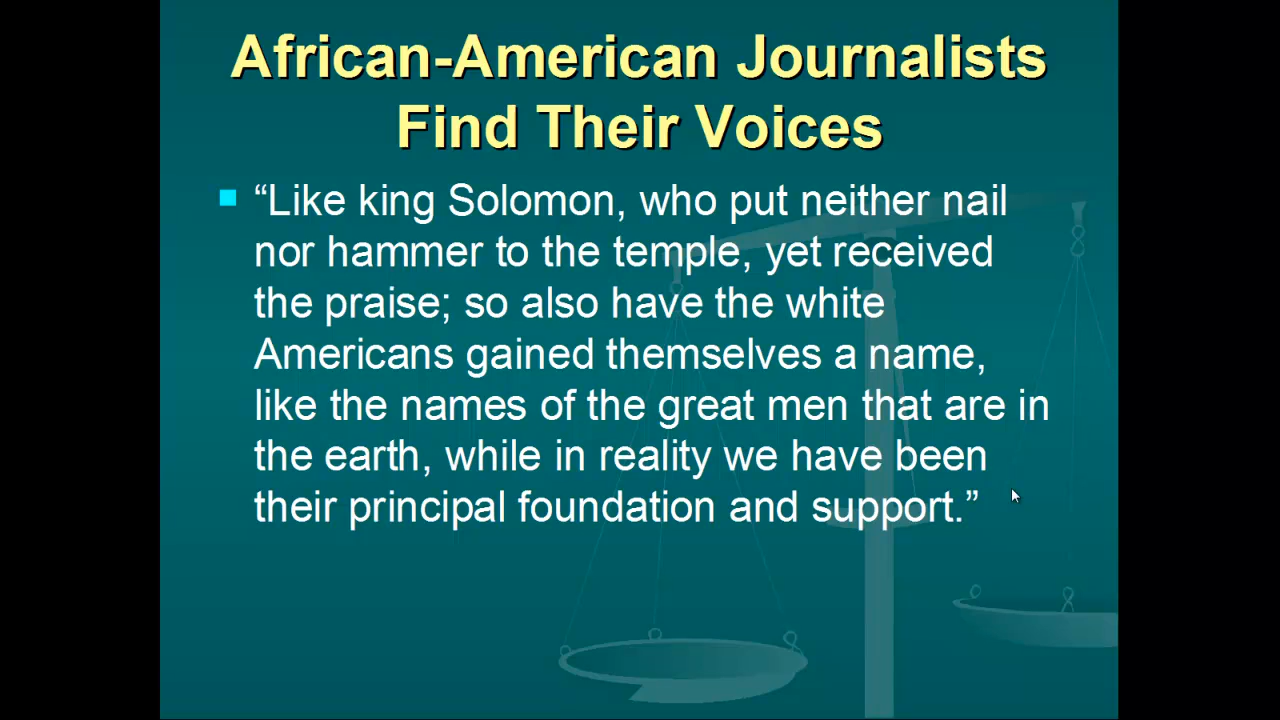 African-American Journalists
Find Their Voices
“Like king Solomon, who put neither nail
nor hammer to the temple, yet received
the praise; so also have the white
Americans gained themselves a name,
like the names of the great men that are in
the earth, while in reality we have been
their principal foundation and support.”